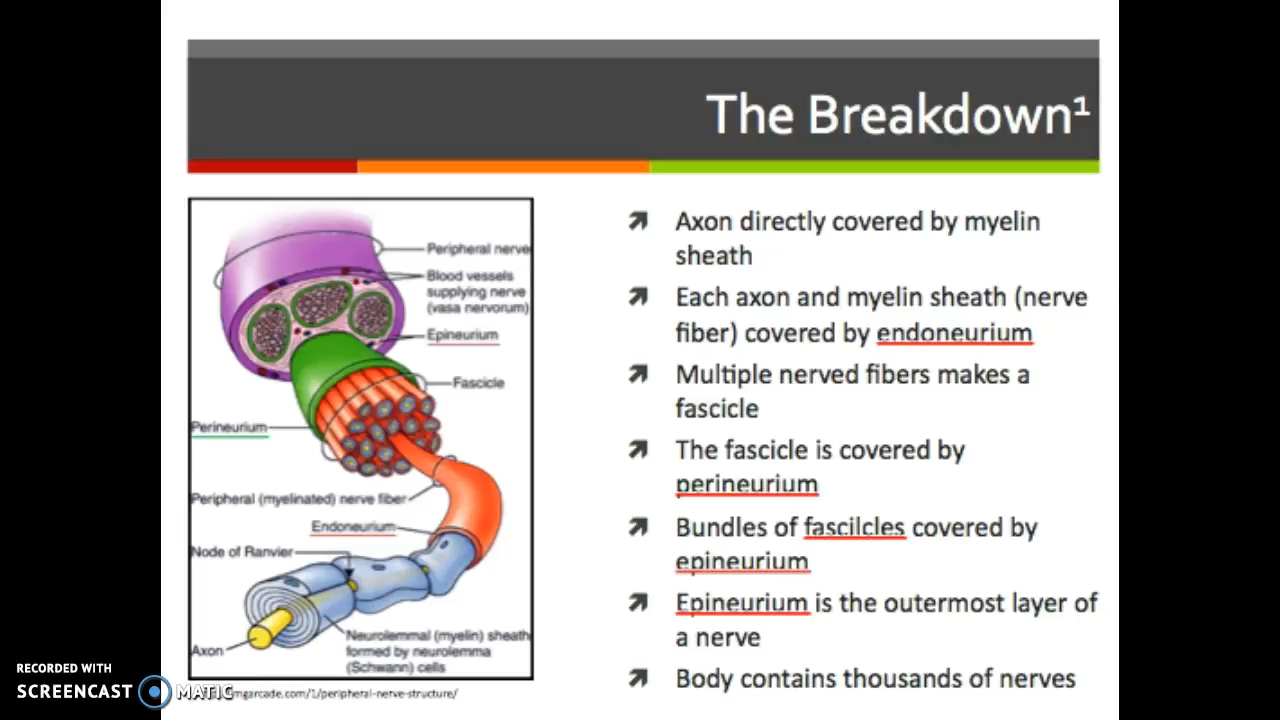 The Breakdown¹
Peripheral nerve
Blood vessels
supplying nerve
(vasa nervorum)
Epineurium
Fascicle
Perineurium
Peripheral (myelinated) nerve fiber
Endoneurium
Node of Ranvier
Axon
Neurolemmal (myelin) sheath
formed by neurolemma
(Schwann) cells
mgarcade.com/1/peripheral-nerve-structure/
Axon directly covered by myelin
sheath
Each axon and myelin sheath (nerve
fiber) covered by endoneurium
Multiple nerved fibers makes a
fascicle
The fascicle is covered by
perineurium
Bundles of fascilcles covered by
epineurium
Epineurium is the outermost layer of
a nerve
Body contains thousands of nerves
RECORDED WITH
SCREENCAST MATIC